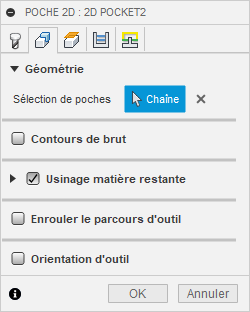 POCHE 2D : 2D POCKET2
Géométrie
Sélection de poches Chaîne
Contours de brut
Usinage matière restante
Enrouler le parcours d'outil
Orientation d'outil
OK Annuler